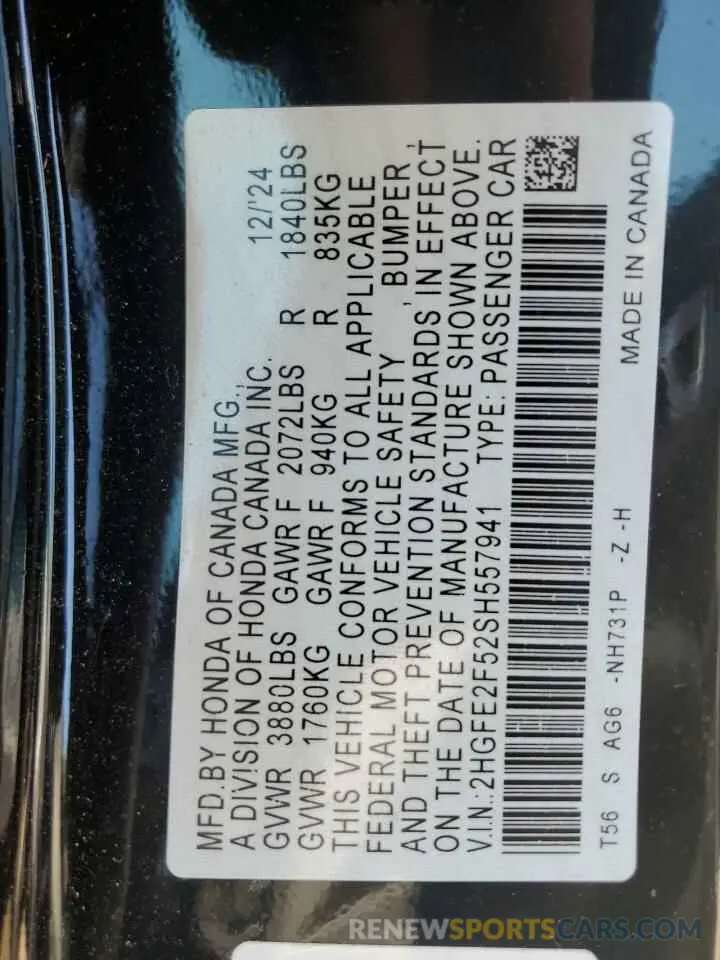 MFD.BY HONDA OF CANADA MFG.,
A DIVISION OF HONDA CANADA INC. 12/'24
GVWR 3880LBS GAWR F 2072LBS R 1840LBS
GVWR 1760KG GAWR F 940KG R 835KG
THIS VEHICLE CONFORMS TO ALL APPLICABLE
FEDERAL MOTOR VEHICLE SAFETY , BUMPER ,
AND THEFT PREVENTION STANDARDS IN EFFECT
ON THE DATE OF MANUFACTURE SHOWN ABOVE.
V.I.N.:2HGFE2F52SH557941 TYPE: PASSENGER CAR
T56 S AG6 -NH731P -Z -H
MADE IN CANADA
RENEWSPORTSCARS.COM